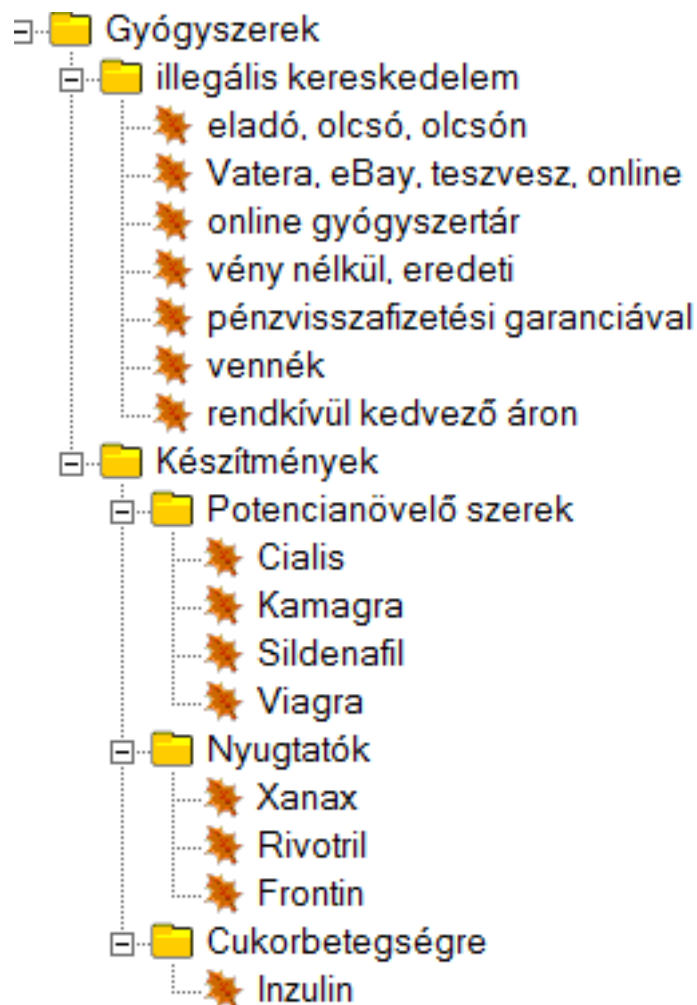 Gyógyszerek
illegális kereskedelem
eladó, olcsó, olcsón
Vatera, eBay, teszvesz, online
online gyógyszertár
vény nélkül, eredeti
pénzvisszafizetési garanciával
vennék
rendkívül kedvező áron
Készítmények
Potencianövelő szerek
Cialis
Kamagra
Sildenafil
Viagra
Nyugtatók
Xanax
Rivotril
Frontin
Cukorbetegségre
Inzulin